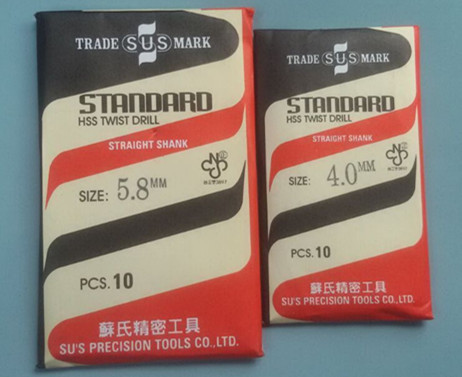 TRADE SUS MARK
STANDARD
HSS TWIST DRILL
STRAIGHT SHANK
SIZE: 5.8MM
PCS. 10
蘇氏精密工具
SU'S PRECISION TOOLS CO.,LTD.
TRADE SUS MARK
STANDARD
HSS TWIST DRILL
STRAIGHT SHANK
SIZE: 4.0MM
PCS. 10
蘇氏精密工具
SU'S PRECISION TOOLS CO.,LTD.